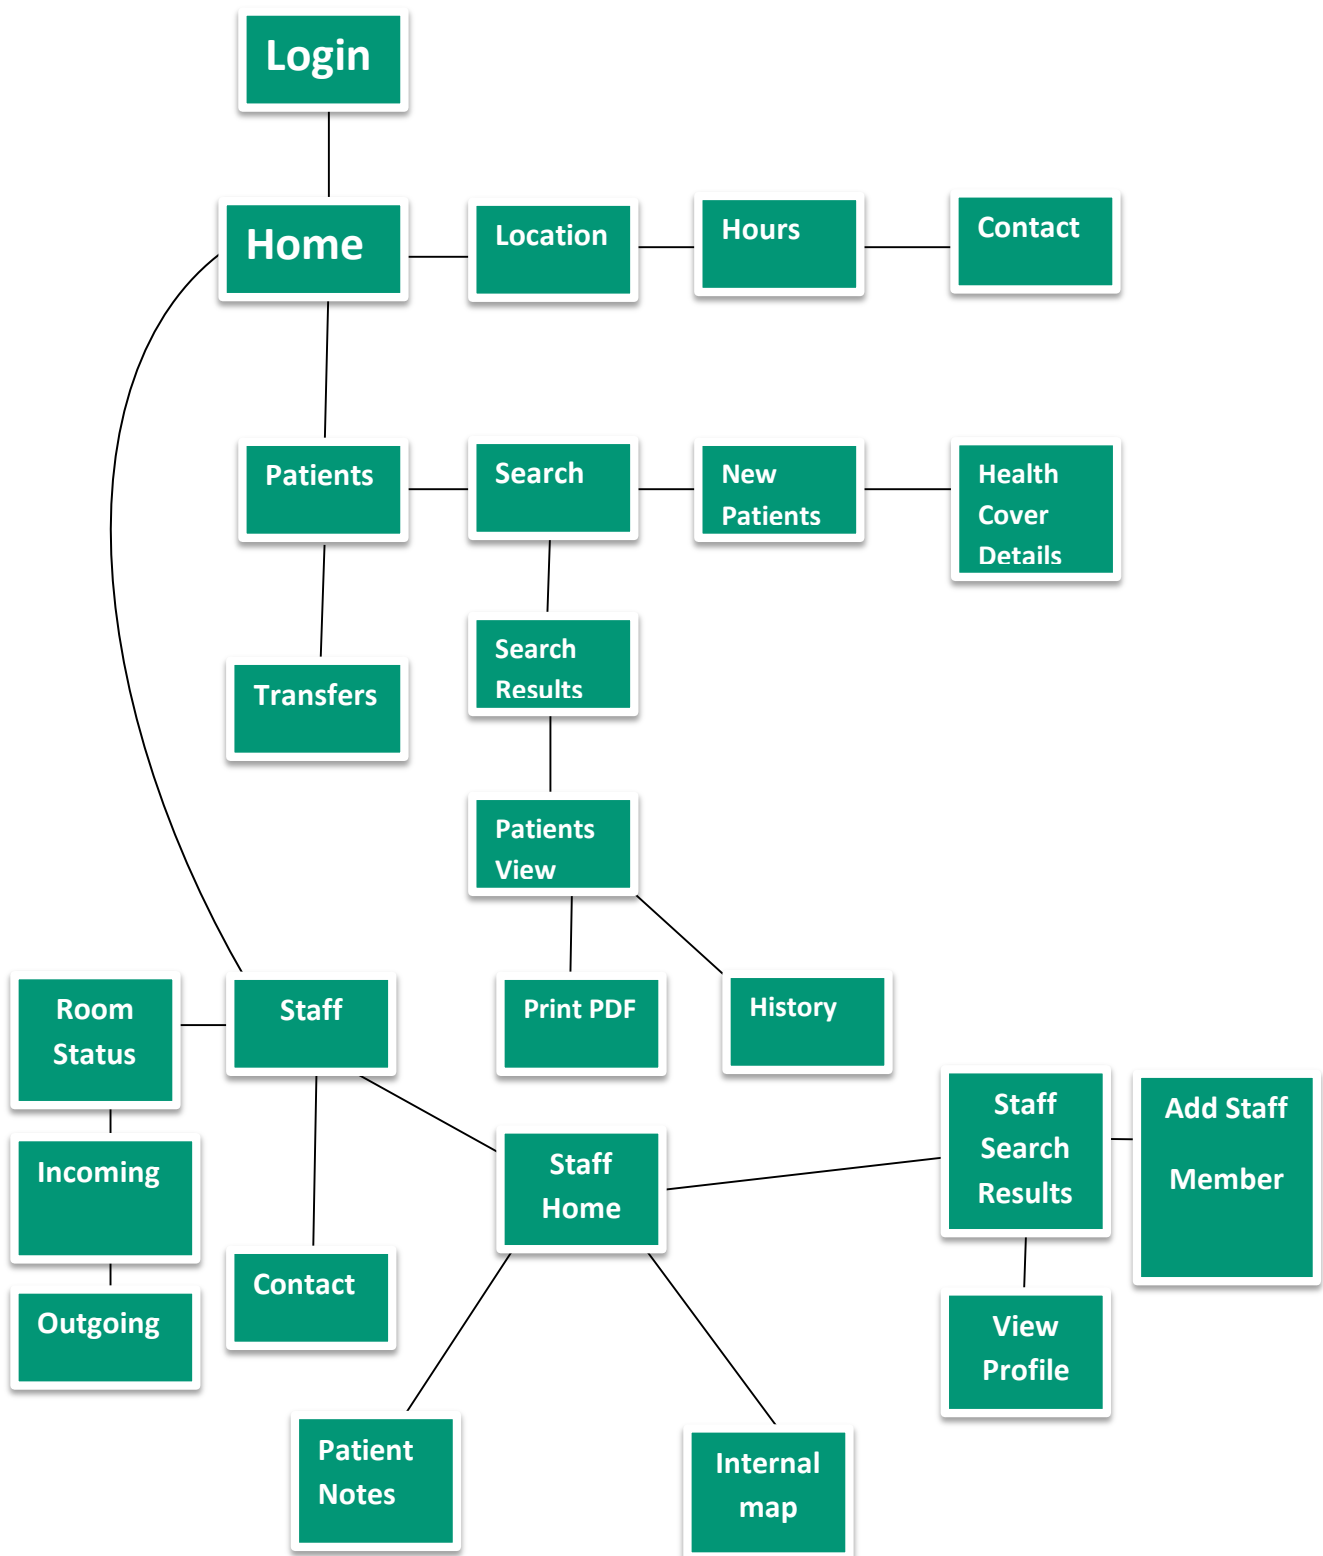 Login
Home
Location
Hours
Contact
Patients
Search
New
Patients
Health
Cover
Details
Search
Results
Transfers
Patients
View
Print PDF
History
Room
Status
Staff
Staff
Search
Results
Add Staff
Member
Incoming
Staff
Home
Contact
Outgoing
View
Profile
Patient
Notes
Internal
map